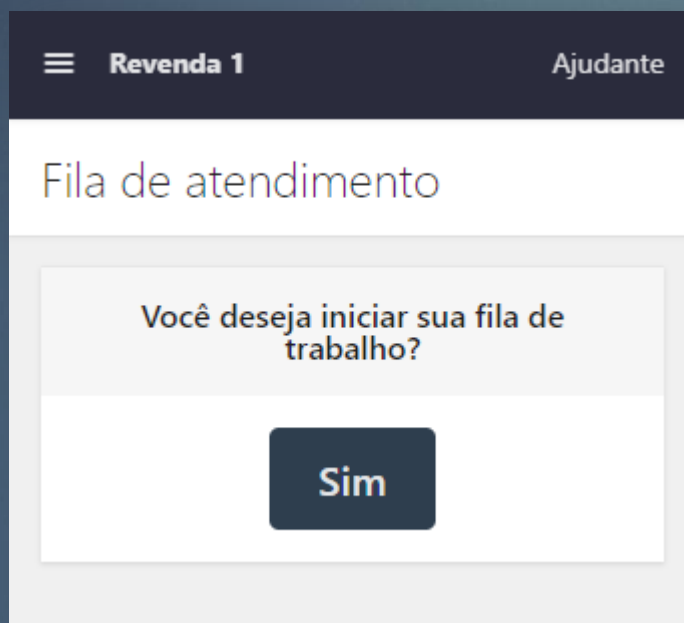 Revenda 1 Ajudante
Fila de atendimento
Você deseja iniciar sua fila de
trabalho?
Sim